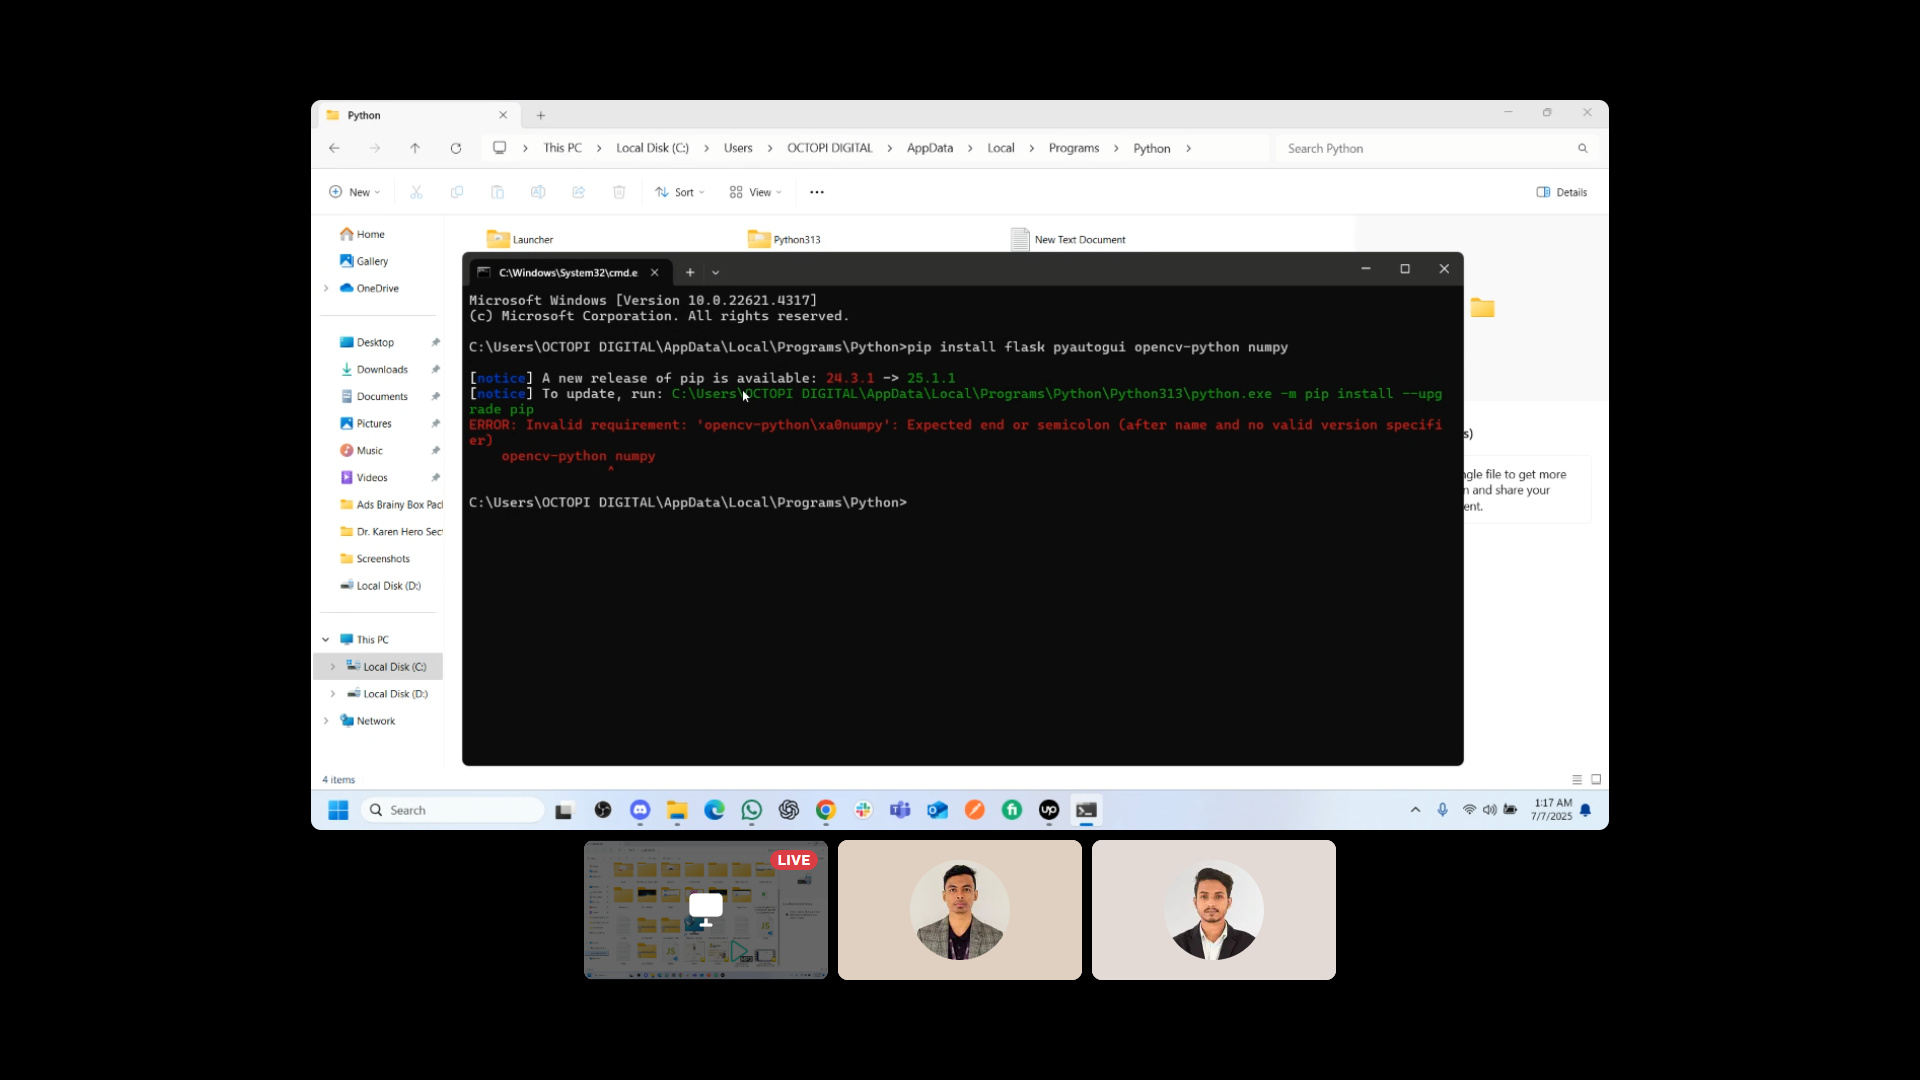 Python
This PC > Local Disk (C:) > Users > OCTOPI DIGITAL > AppData > Local > Programs > Python >
Search Python
New
Sort
View
Details
Home
Gallery
OneDrive
Desktop
Downloads
Documents
Pictures
Music
Videos
Ads Brainy Box Pac
Dr. Karen Hero Sec
Screenshots
Local Disk (D:)
This PC
Local Disk (C:)
Local Disk (D:)
Network
4 items
Launcher
Python313
New Text Document
C:\Windows\System32\cmd.e
Microsoft Windows [Version 10.0.22621.4317]
(c) Microsoft Corporation. All rights reserved.
C:\Users\OCTOPI DIGITAL\AppData\Local\Programs\Python>pip install flask pyautogui opencv-python numpy
[notice] A new release of pip is available: 24.3.1 -> 25.1.1
[notice] To update, run: C:\Users\OCTOPI DIGITAL\AppData\Local\Programs\Python\Python313\python.exe -m pip install --upg
rade pip
ERROR: Invalid requirement: 'opencv-python\xa0numpy': Expected end or semicolon (after name and no valid version specifi
er)
opencv-python numpy
^
C:\Users\OCTOPI DIGITAL\AppData\Local\Programs\Python>
s)
ngle file to get more
n and share your
ent.
Search
1:17 AM
7/7/2025
LIVE